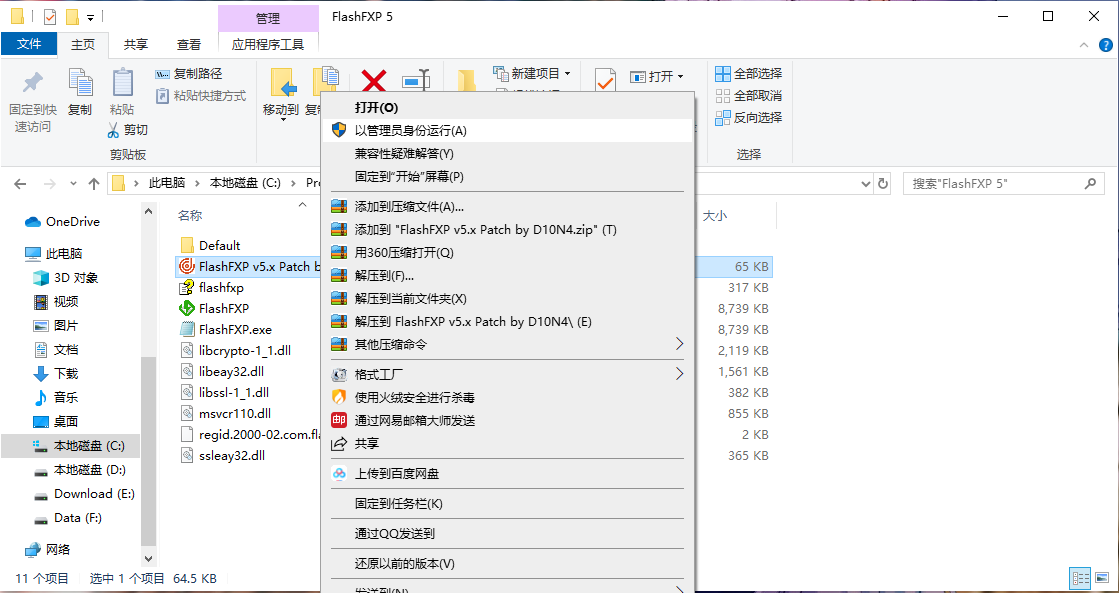 管理
FlashFXP 5
文件
主页
共享
查看
应用程序工具
固定到快速访问
复制
粘贴
复制路径
粘贴快捷方式
剪切
剪贴板
移动到
新建项目
打开
全部选择
全部取消
反向选择
选择
此电脑
本地磁盘 (C:)
搜索"FlashFXP 5"
OneDrive
此电脑
3D 对象
视频
图片
文档
下载
音乐
桌面
本地磁盘 (C:)
本地磁盘 (D:)
Download (E:)
Data (F:)
网络
名称
大小
Default
FlashFXP v5.x Patch b
65 KB
flashfxp
317 KB
FlashFXP
8,739 KB
FlashFXP.exe
8,739 KB
libcrypto-1_1.dll
2,119 KB
libeay32.dll
1,561 KB
libssl-1_1.dll
382 KB
msvcr110.dll
855 KB
regid.2000-02.com.fla
2 KB
ssleay32.dll
365 KB
打开(O)
以管理员身份运行(A)
兼容性疑难解答(Y)
固定到"开始"屏幕(P)
添加到压缩文件(A)...
添加到 "FlashFXP v5.x Patch by D10N4.zip" (T)
用360压缩打开(Q)
解压到(F)...
解压到当前文件夹(X)
解压到 FlashFXP v5.x Patch by D10N4\ (E)
其他压缩命令
格式工厂
使用火绒安全进行杀毒
通过网易邮箱大师发送
共享
上传到百度网盘
固定到任务栏(K)
通过QQ发送到
还原以前的版本(V)
发送到(N)
11 个项目
选中 1 个项目
64.5 KB